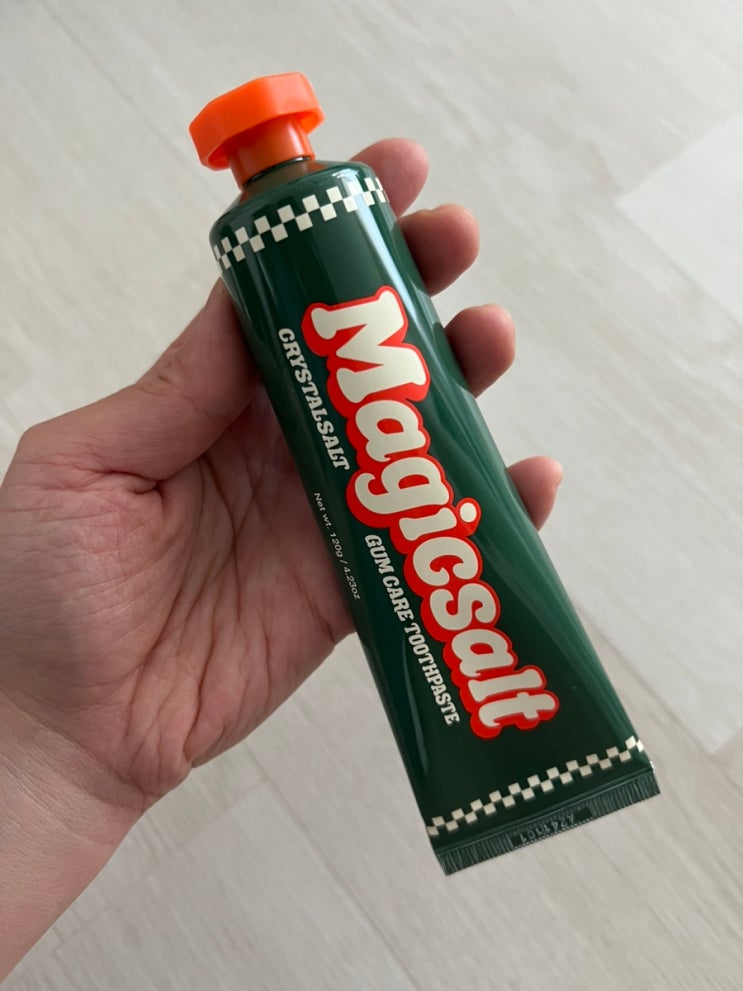 Magicsalt
CRYSTALSALT
GUM CARE TOOTHPASTE
Net wt. 120g / 4.23oz